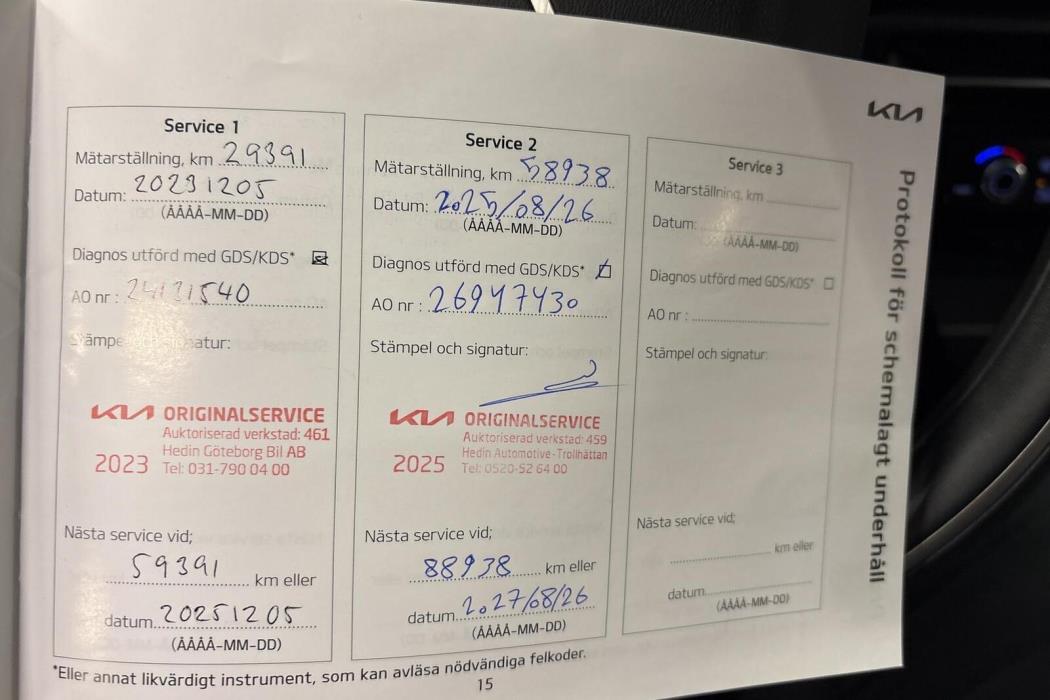 KIA
Protokoll för schemalagt underhåll
Service 1
Mätarställning, km 29391
Datum: 20231205
(ÅÅÅÅ-MM-DD)
Diagnos utförd med GDS/KDS*
AO nr : 24131540
Stämpel och signatur:
KIA ORIGINALSERVICE
Auktoriserad verkstad: 461
Hedin Göteborg Bil AB
2023 Tel: 031-790 04 00
Nästa service vid;
59391 km eller
datum 20251205
(ÅÅÅÅ-MM-DD)
Service 2
Mätarställning, km 58938
Datum: 2025/08/26
(ÅÅÅÅ-MM-DD)
Diagnos utförd med GDS/KDS*
AO nr : 26947430
Stämpel och signatur:
KIA ORIGINALSERVICE
Auktoriserad verkstad: 459
Hedin Automotive - Trollhättan
2025 Tel: 0520-52 64 00
Nästa service vid;
88938 km eller
datum 2027/08/26
(ÅÅÅÅ-MM-DD)
Service 3
Mätarställning, km
Datum:
(ÅÅÅÅ-MM-DD)
Diagnos utförd med GDS/KDS*
AO nr :
Stämpel och signatur:
Nästa service vid;
km eller
datum
(ÅÅÅÅ-MM-DD)
*Eller annat likvärdigt instrument, som kan avläsa nödvändiga felkoder.
15